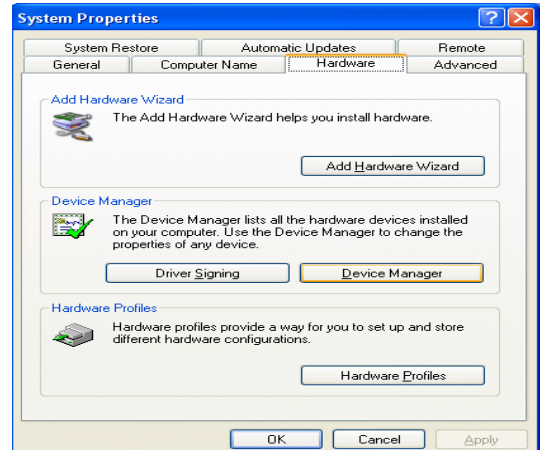 System Properties
System Restore Automatic Updates Remote
General Computer Name Hardware Advanced
Add Hardware Wizard
The Add Hardware Wizard helps you install hardware.
Add Hardware Wizard
Device Manager
The Device Manager lists all the hardware devices installed
on your computer. Use the Device Manager to change the
properties of any device.
Driver Signing Device Manager
Hardware Profiles
Hardware profiles provide a way for you to set up and store
different hardware configurations.
Hardware Profiles
OK Cancel Apply